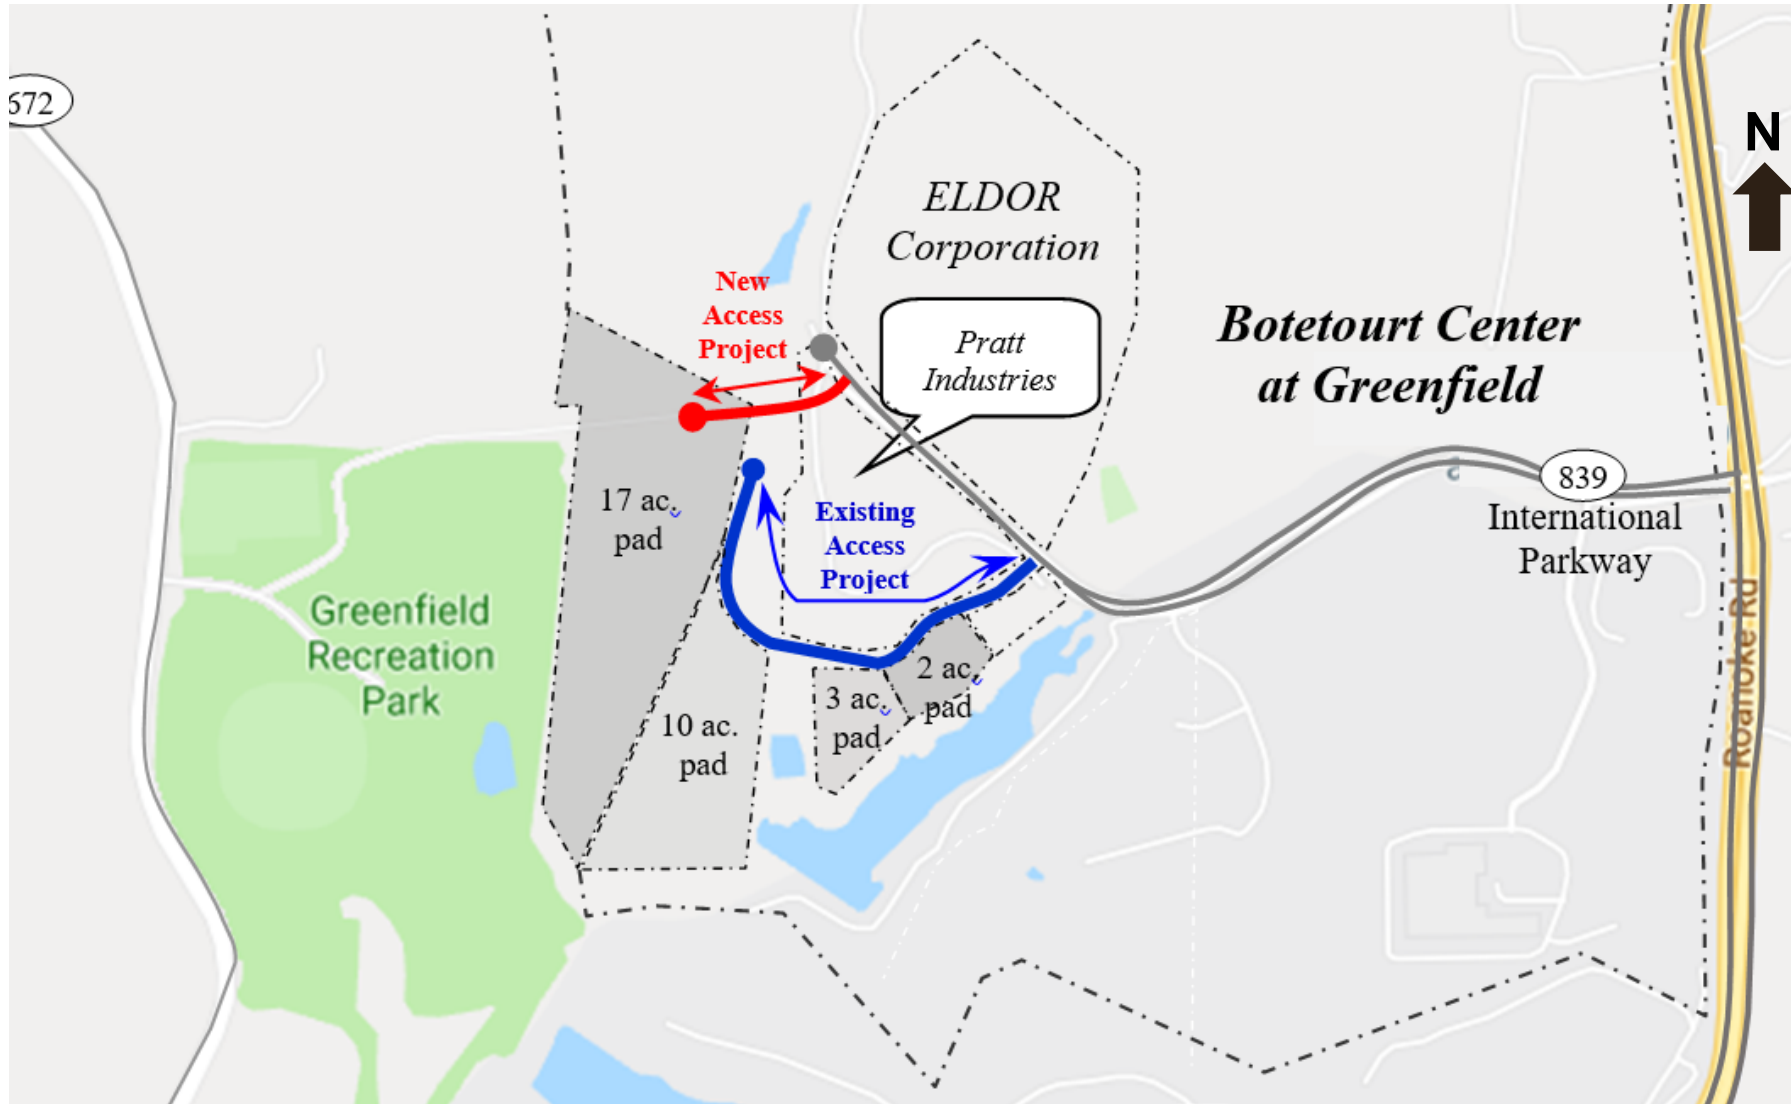 672
N
ELDOR
Corporation
New
Access
Project
Pratt
Industries
Botetourt Center
at Greenfield
839
International
Parkway
17 ac.
pad
Existing
Access
Project
Greenfield
Recreation
Park
2 ac.
pad
3 ac.
pad
10 ac.
pad
Roanoke Rd